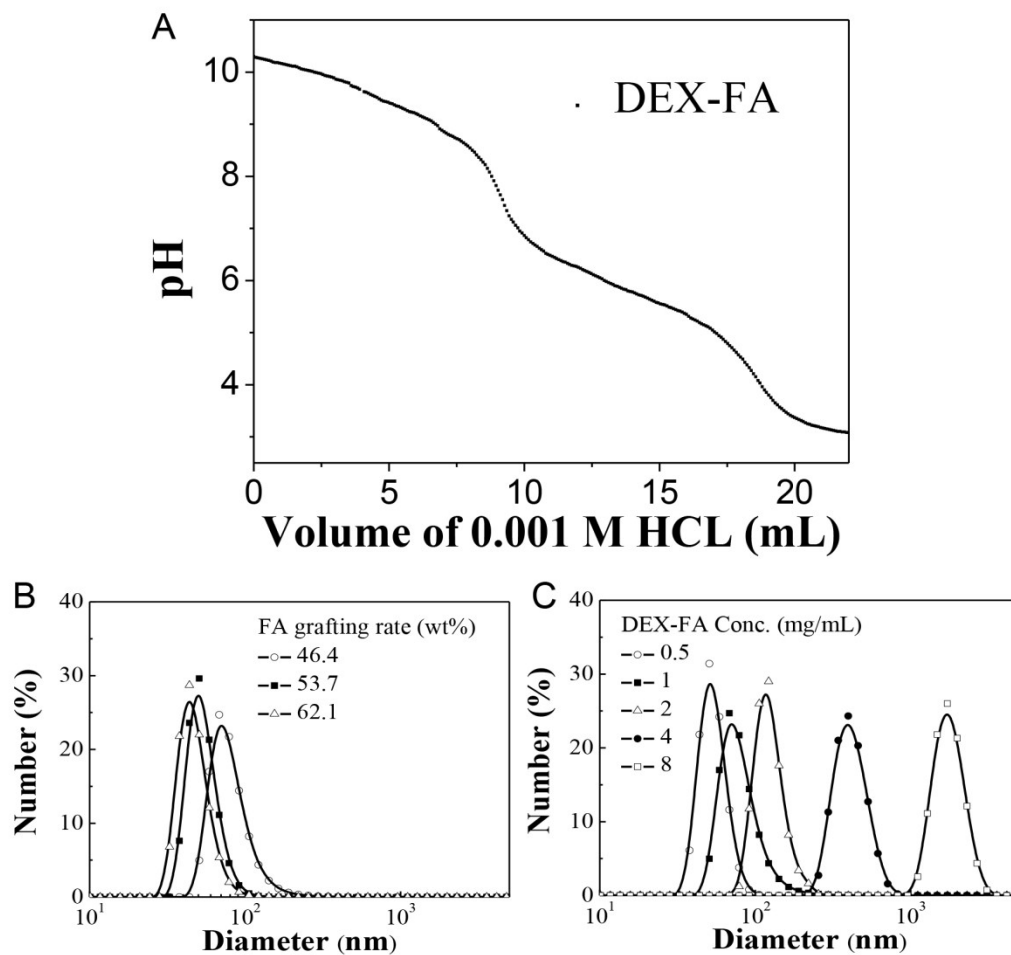 A
10
8
6
4
pH
DEX-FA
0
5
10
15
20
Volume of 0.001 M HCL (mL)
B
40
30
20
10
0
Number (%)
FA grafting rate (wt%)
46.4
53.7
62.1
10¹
10²
10³
Diameter (nm)
C
40
30
20
10
0
Number (%)
DEX-FA Conc. (mg/mL)
0.5
1
2
4
8
10¹
10²
10³
Diameter (nm)